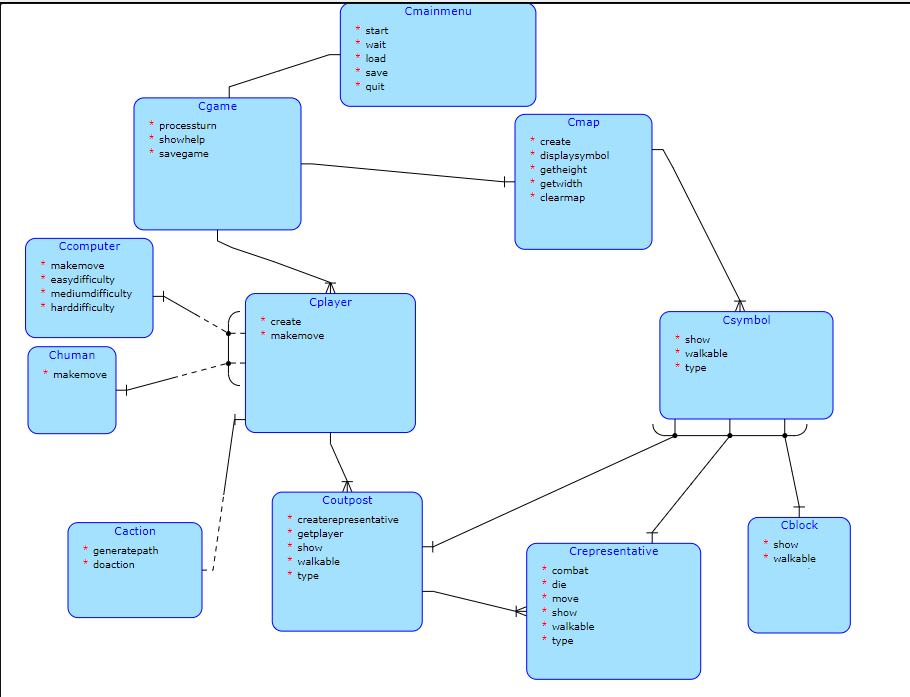 Cmainmenu
* start
* wait
* load
* save
* quit
Cgame
* processturn
* showhelp
* savegame
Cmap
* create
* displaysymbol
* getheight
* getwidth
* clearmap
Ccomputer
* makemove
* easydifficulty
* mediumdifficulty
* harddifficulty
Cplayer
* create
* makemove
Csymbol
* show
* walkable
* type
Chuman
* makemove
Coutpost
* createrepresentative
* getplayer
* show
* walkable
* type
Caction
* generatepath
* doaction
Crepresentative
* combat
* die
* move
* show
* walkable
* type
Cblock
* show
* walkable